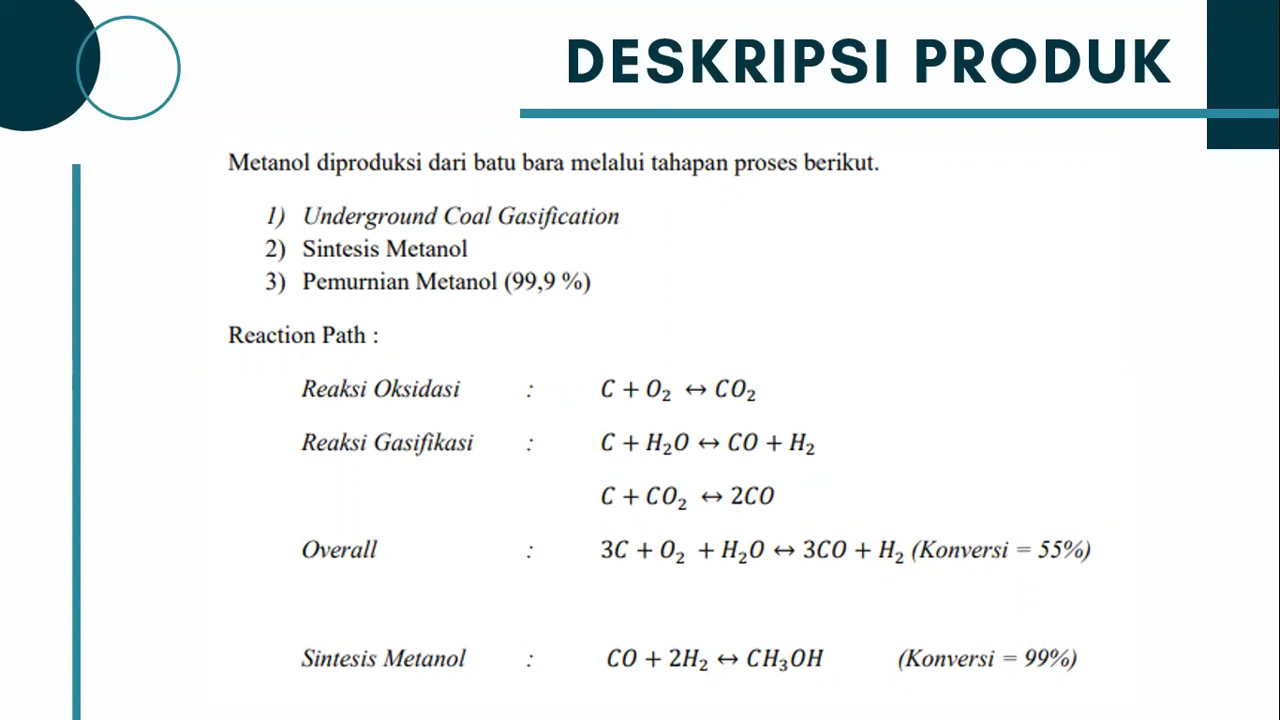 DESKRIPSI PRODUK
Metanol diproduksi dari batu bara melalui tahapan proses berikut.
1) Underground Coal Gasification
2) Sintesis Metanol
3) Pemurnian Metanol (99,9 %)
Reaction Path :
Reaksi Oksidasi : C + O₂ ↔ CO₂
Reaksi Gasifikasi : C + H₂O ↔ CO + H₂
C + CO₂ ↔ 2CO
Overall : 3C + O₂ + H₂O ↔ 3CO + H₂ (Konversi = 55%)
Sintesis Metanol : CO + 2H₂ ↔ CH₃OH (Konversi = 99%)